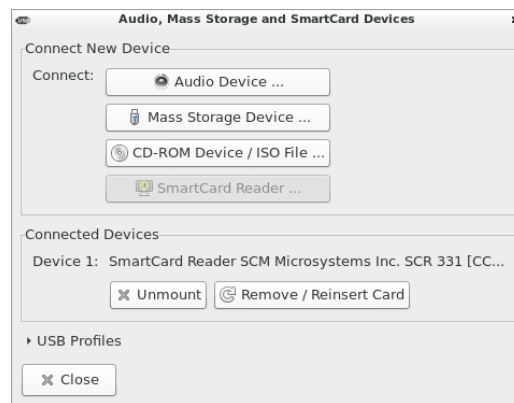 Audio, Mass Storage and SmartCard Devices
Connect New Device
Connect:
Audio Device ...
Mass Storage Device ...
CD-ROM Device / ISO File ...
SmartCard Reader ...
Connected Devices
Device 1: SmartCard Reader SCM Microsystems Inc. SCR 331 [CC...
Unmount
Remove / Reinsert Card
USB Profiles
Close